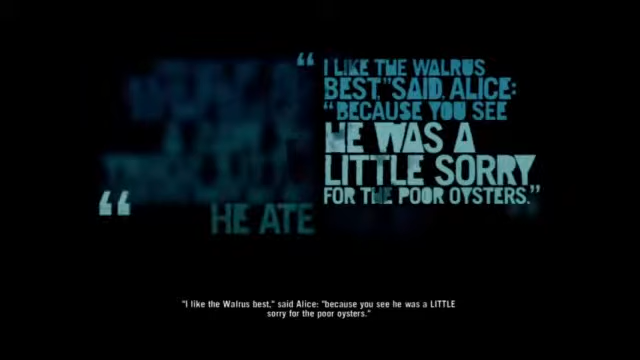 “I LIKE THE WALRUS
BEST,” SAID ALICE:
“BECAUSE YOU SEE
HE WAS A
LITTLE SORRY
FOR THE POOR OYSTERS.”
“
HE ATE
"I like the Walrus best," said Alice: "because you see he was a LITTLE
sorry for the poor oysters."